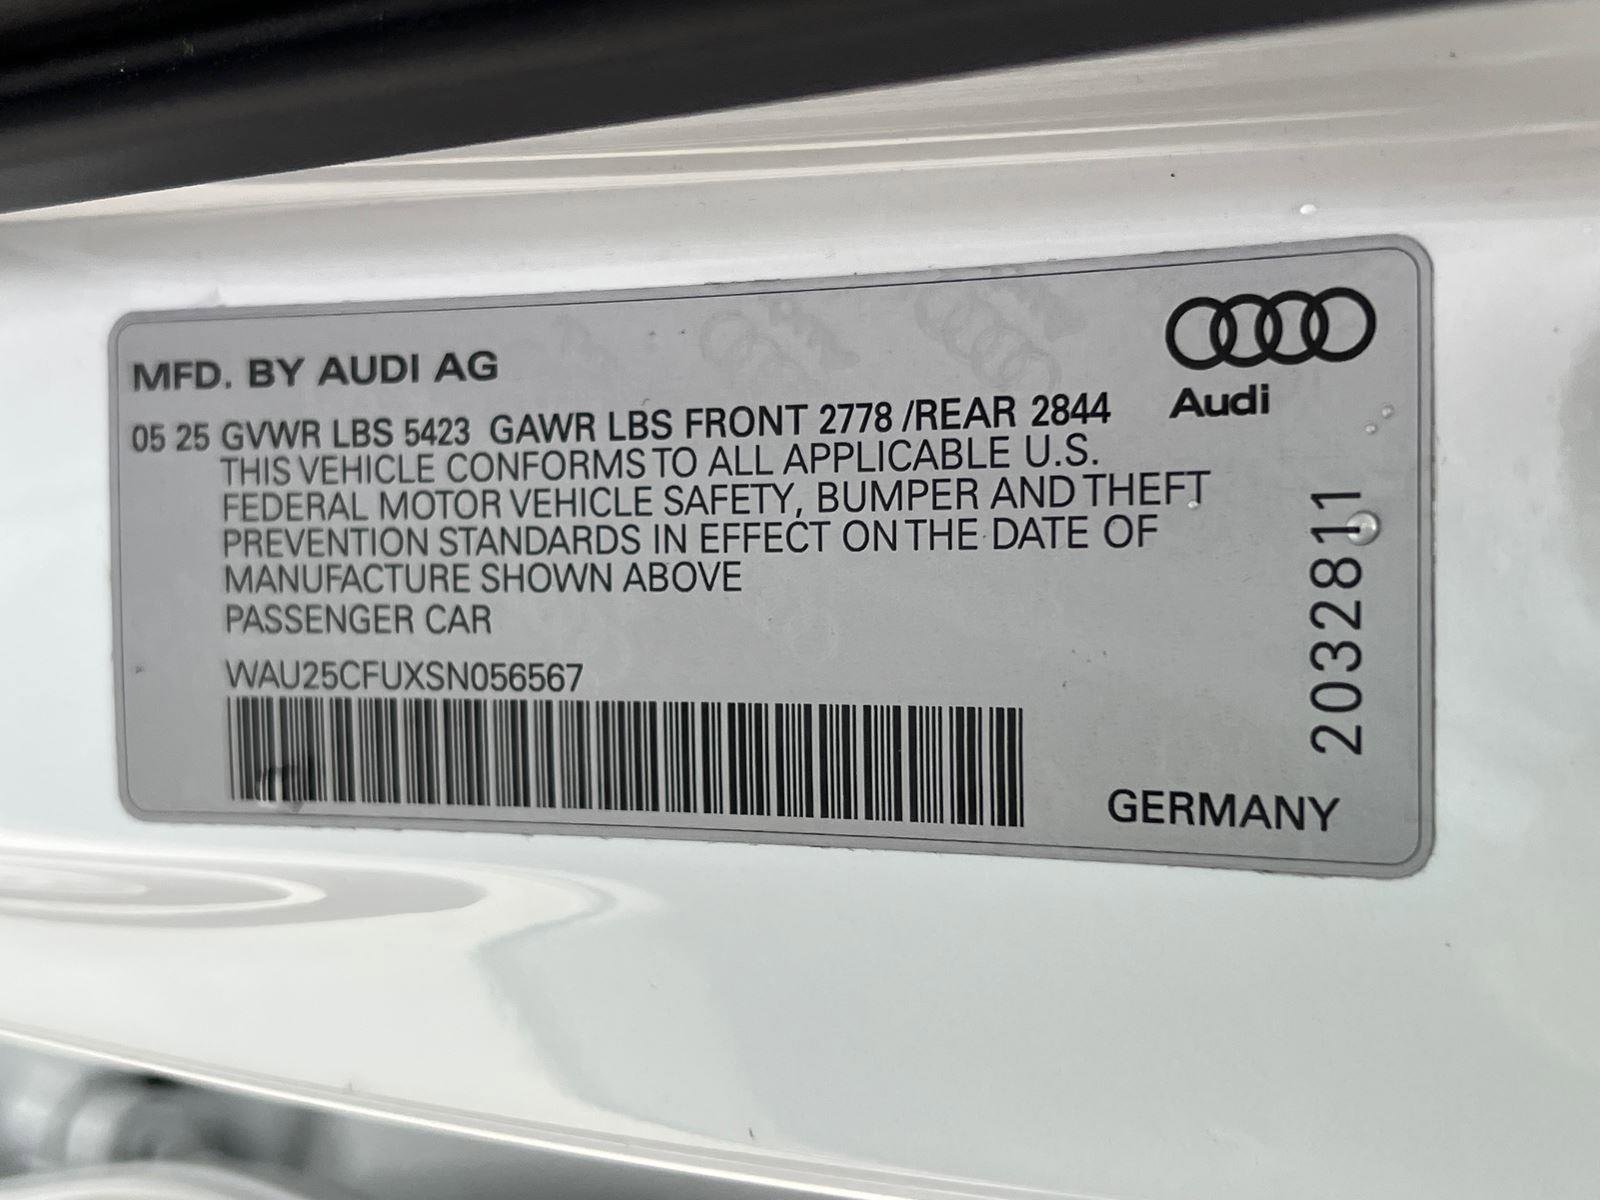 MFD. BY AUDI AG
Audi
05 25 GVWR LBS 5423 GAWR LBS FRONT 2778 /REAR 2844
THIS VEHICLE CONFORMS TO ALL APPLICABLE U.S.
FEDERAL MOTOR VEHICLE SAFETY, BUMPER AND THEFT
PREVENTION STANDARDS IN EFFECT ON THE DATE OF
MANUFACTURE SHOWN ABOVE
PASSENGER CAR
WAU25CFUXSN056567
2032811
GERMANY